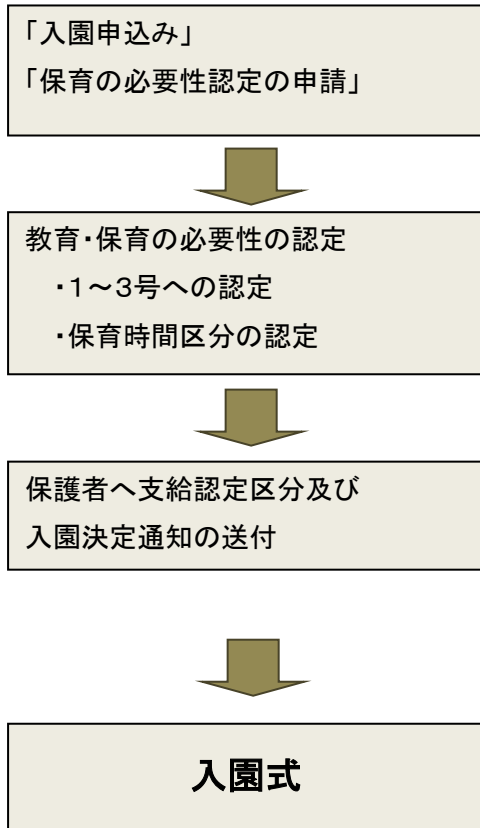 「入園申込み」
「保育の必要性認定の申請」
教育・保育の必要性の認定
・1～3号への認定
・保育時間区分の認定
保護者へ支給認定区分及び
入園決定通知の送付
入園式